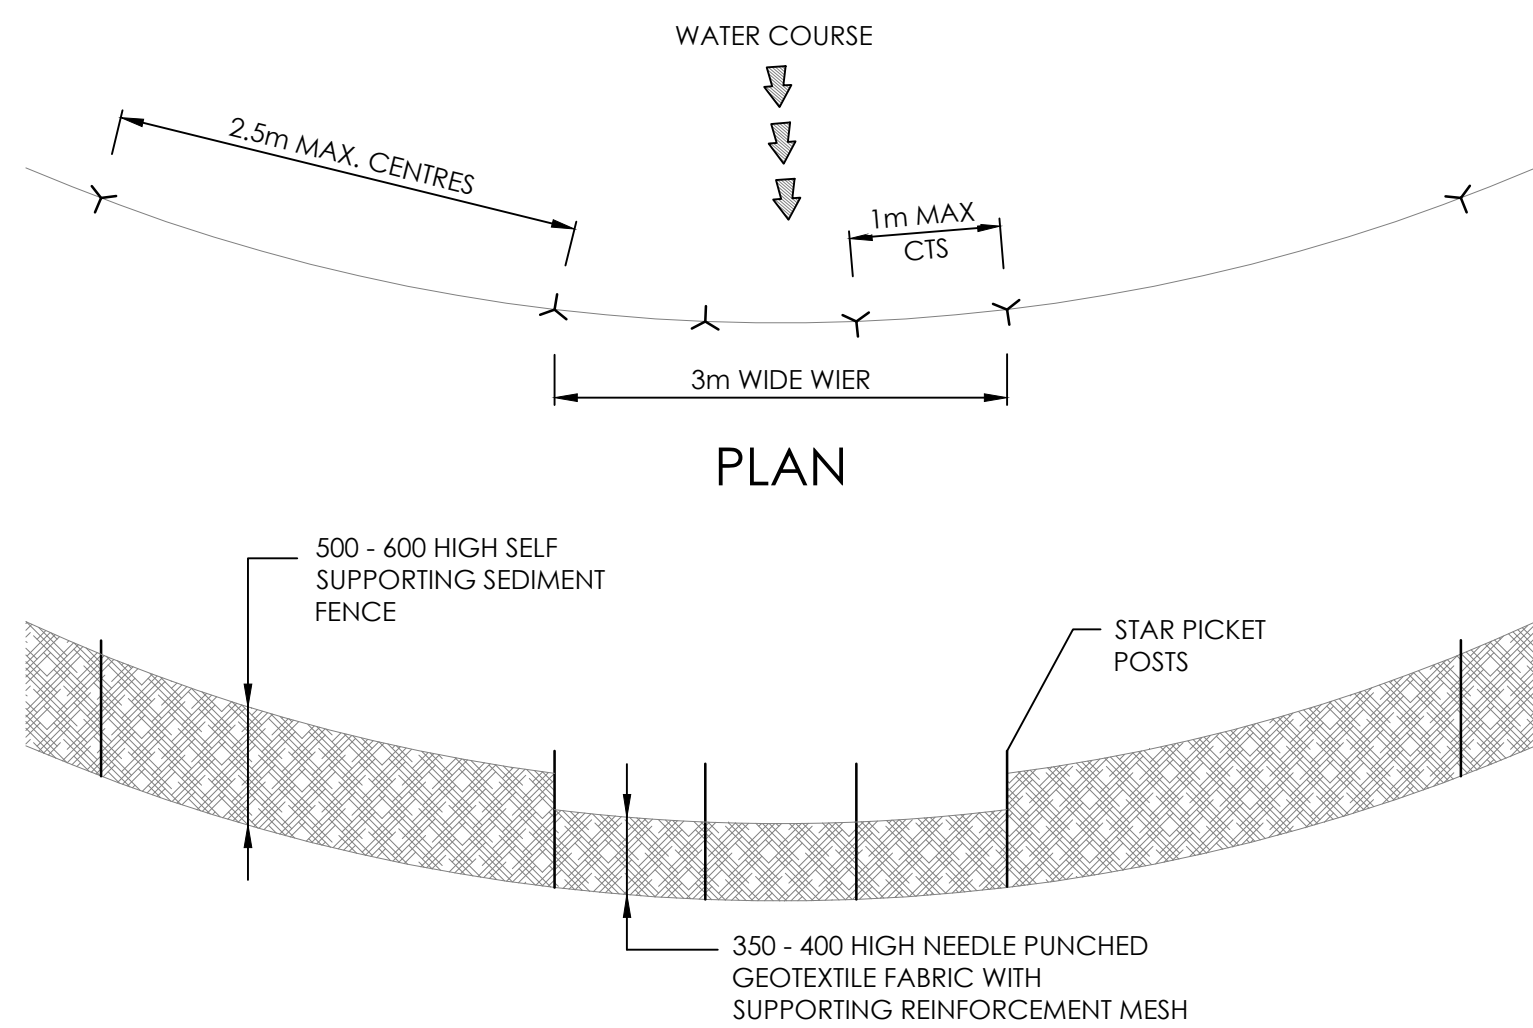 WATER COURSE
2.5m MAX. CENTRES
1m MAX
CTS
3m WIDE WIER
PLAN
500 - 600 HIGH SELF
SUPPORTING SEDIMENT
FENCE
STAR PICKET
POSTS
350 - 400 HIGH NEEDLE PUNCHED
GEOTEXTILE FABRIC WITH
SUPPORTING REINFORCEMENT MESH